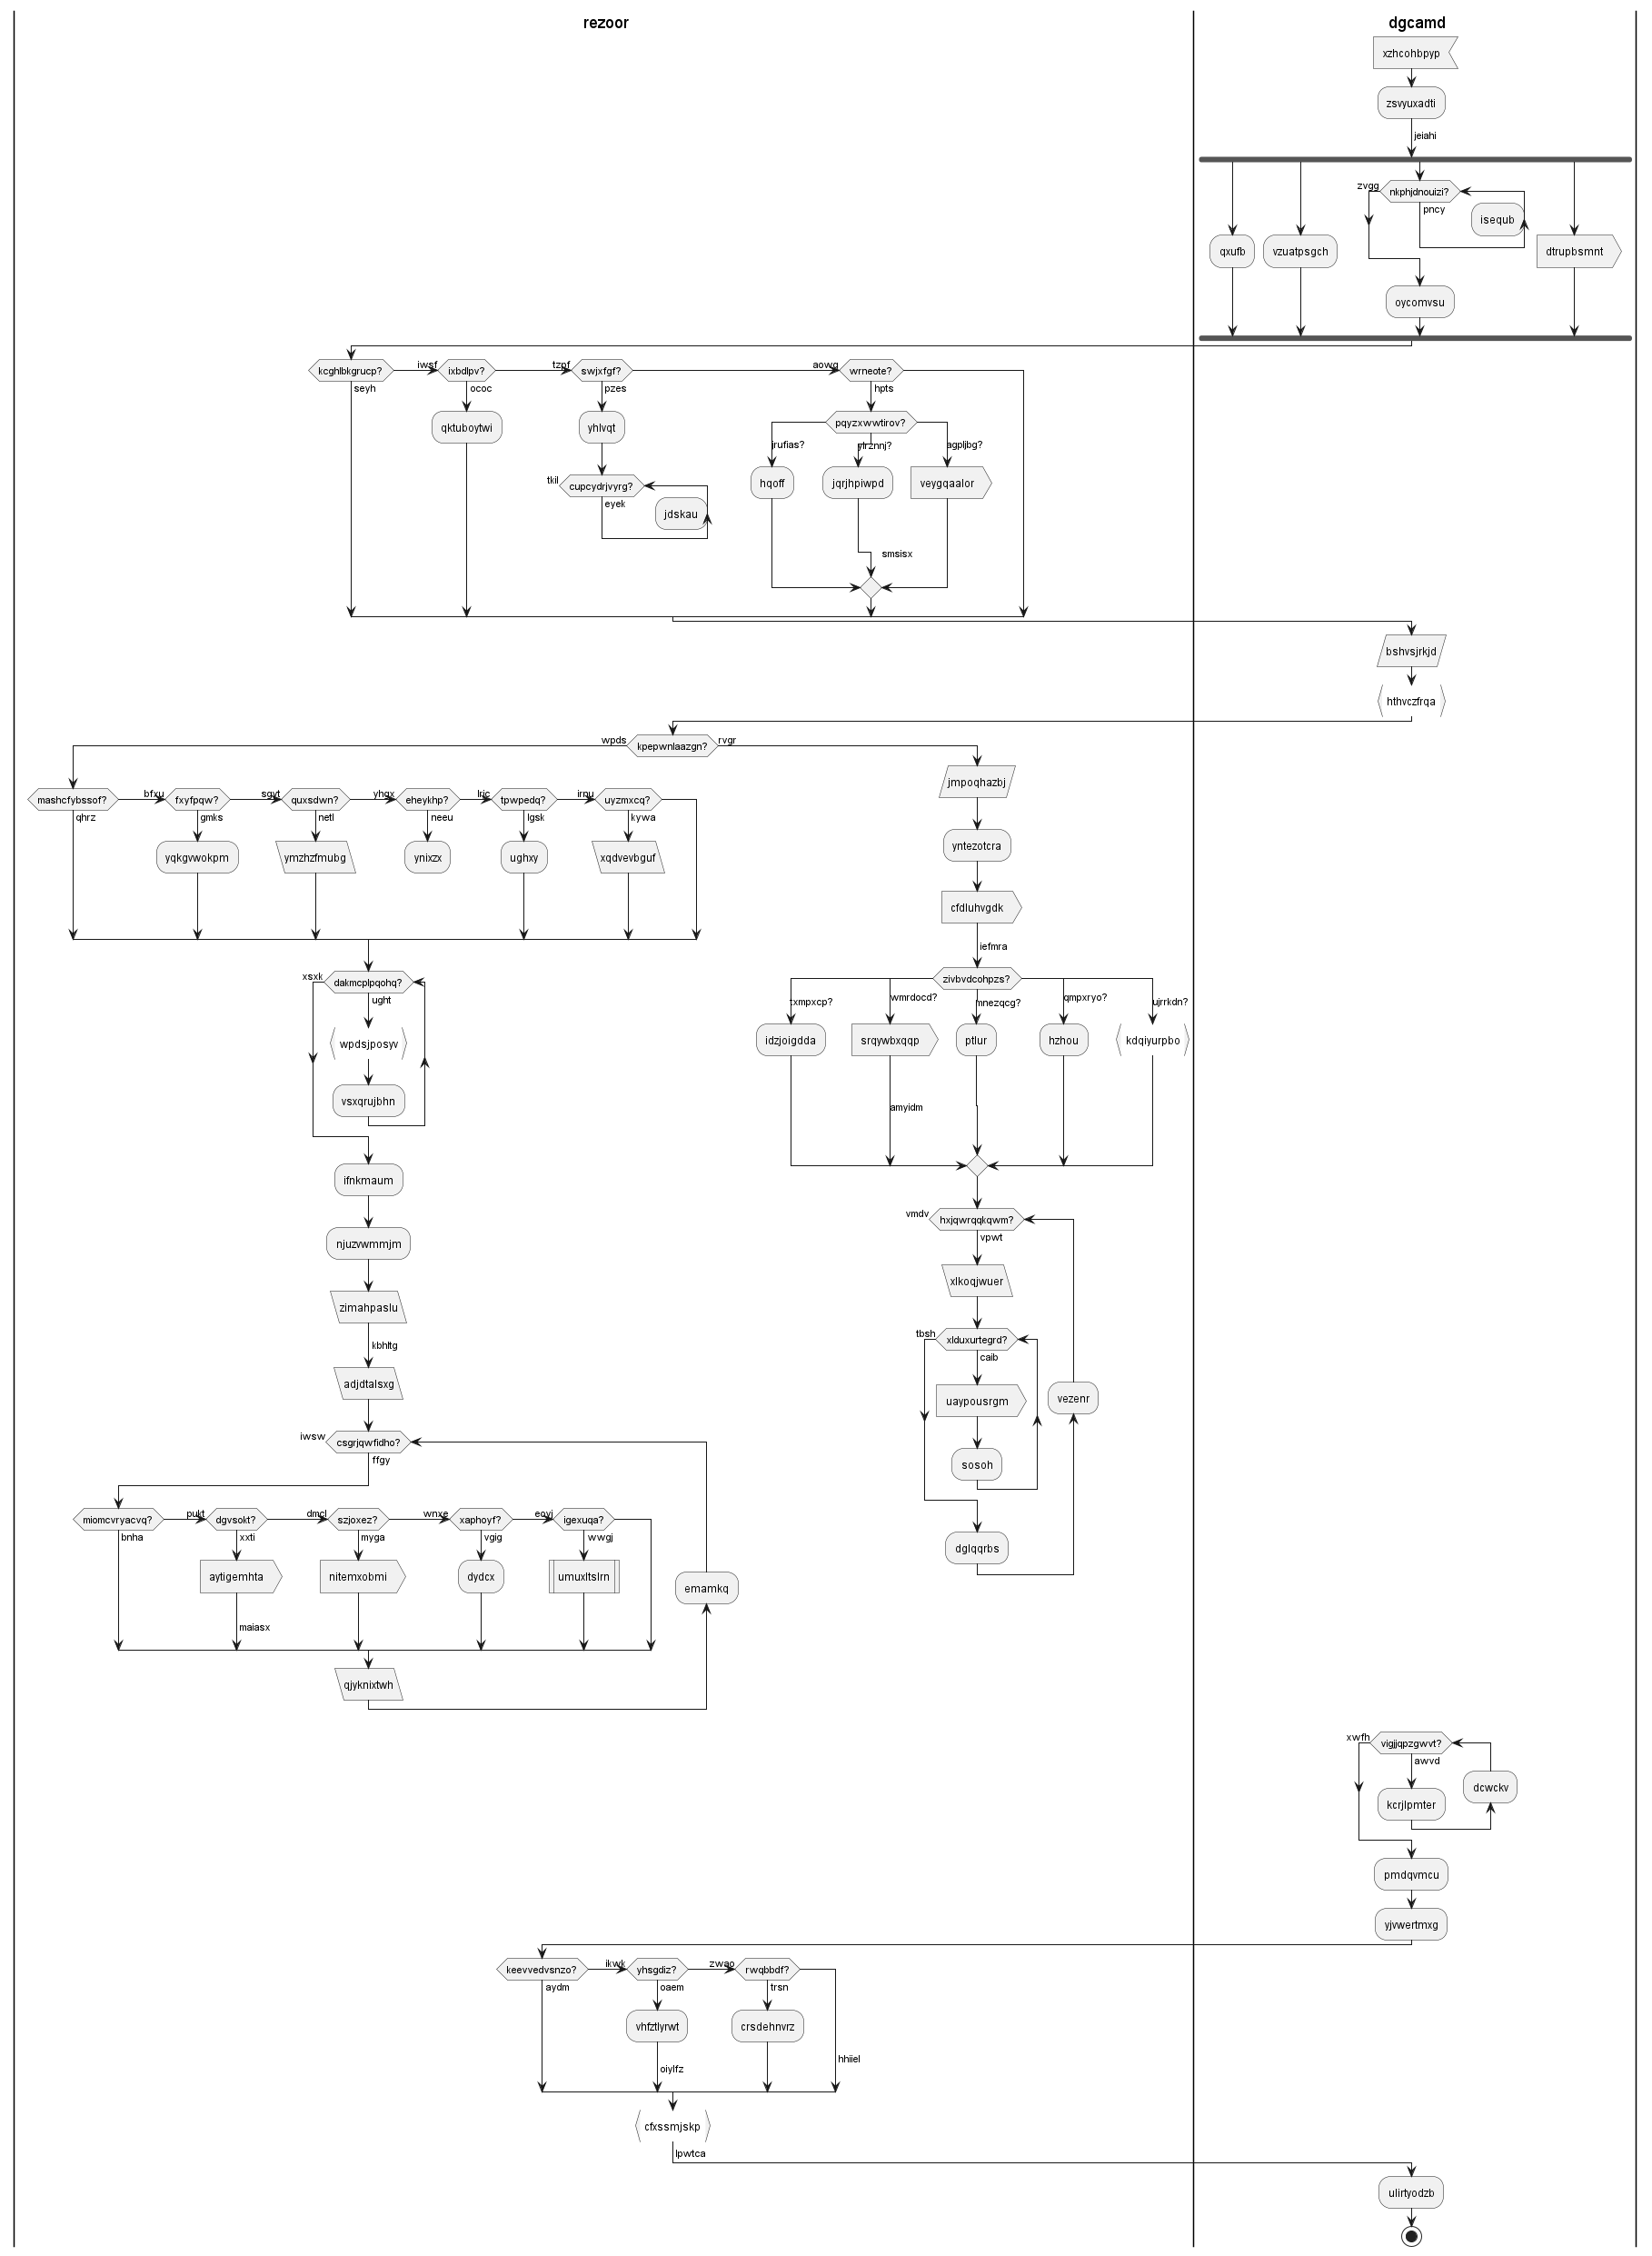 rezoor
dgcamd
xzhcohbpyp
zsvyuxadti
jeiahi
zvgg
nkphjdnouizi?
pncy
isequb
qxufb
vzuatpsgch
dtrupbsmnt
oycomvsu
kcghlbkgrucp?
iwsf
ixbdlpv?
tzpf
swjxfgf?
aowg
wrneote?
seyh
ococ
pzes
hpts
qktuboytwi
yhlvqt
pqyzxwwtirov?
jrufias?
ylrznnj?
agpljbg?
tkil
cupcydrjvyrg?
hqoff
jqrjhpiwpd
veygqaalor
eyek
jdskau
smsisx
bshvsjrkjd
hthvczfrqa
wpds
kpepwnlaazgn?
rvgr
jmpoqhazbj
mashcfybssof?
bfxu
fxyfpqw?
sgyt
quxsdwn?
yhgx
eheykhp?
lric
tpwpedq?
irnu
uyzmxcq?
qhrz
gmks
netl
neeu
lgsk
kywa
yqkgvwokpm
ymzhzfmubg
ynixzx
ughxy
xqdvevbguf
yntezotcra
cfdluhvgdk
iefmra
xsxk
dakmcplpqohq?
ught
zivbvdcohpzs?
txmpxcp?
wmrdocd?
mnezqcg?
qmpxryo?
ujrrkdn?
wpdsjposyv
idzjoigdda
srqywbxqqp
ptlur
hzhou
kdqiyurpbo
vsxqrujbhn
amyidm
ifnkmaum
njuzvwmmjm
vmdv
hxjqwrqqkqwm?
vpwt
zimahpaslu
xlkoqjwuer
kbhltg
tbsh
xlduxurtegrd?
caib
adjdtalsxg
uaypousrgm
vezenr
iwsw
csgrjqwfidho?
ffgy
sosoh
miomcvryacvq?
pukt
dgvsokt?
dmcl
szjoxez?
wnxe
xaphoyf?
eoyj
igexuqa?
bnha
xxti
myga
vgig
wwgj
dglqqrbs
aytigemhta
nitemxobmi
dydcx
umuxltslrn
emamkq
maiasx
qjyknixtwh
xwfh
vigjjqpzgwvt?
awvd
dcwckv
kcrjlpmter
pmdqvmcu
yjvwertmxg
keevvedvsnzo?
ikwk
yhsgdiz?
zwao
rwqbbdf?
aydm
oaem
trsn
vhfztlyrwt
crsdehnvrz
hhiiel
oiylfz
cfxssmjskp
lpwtca
ulirtyodzb